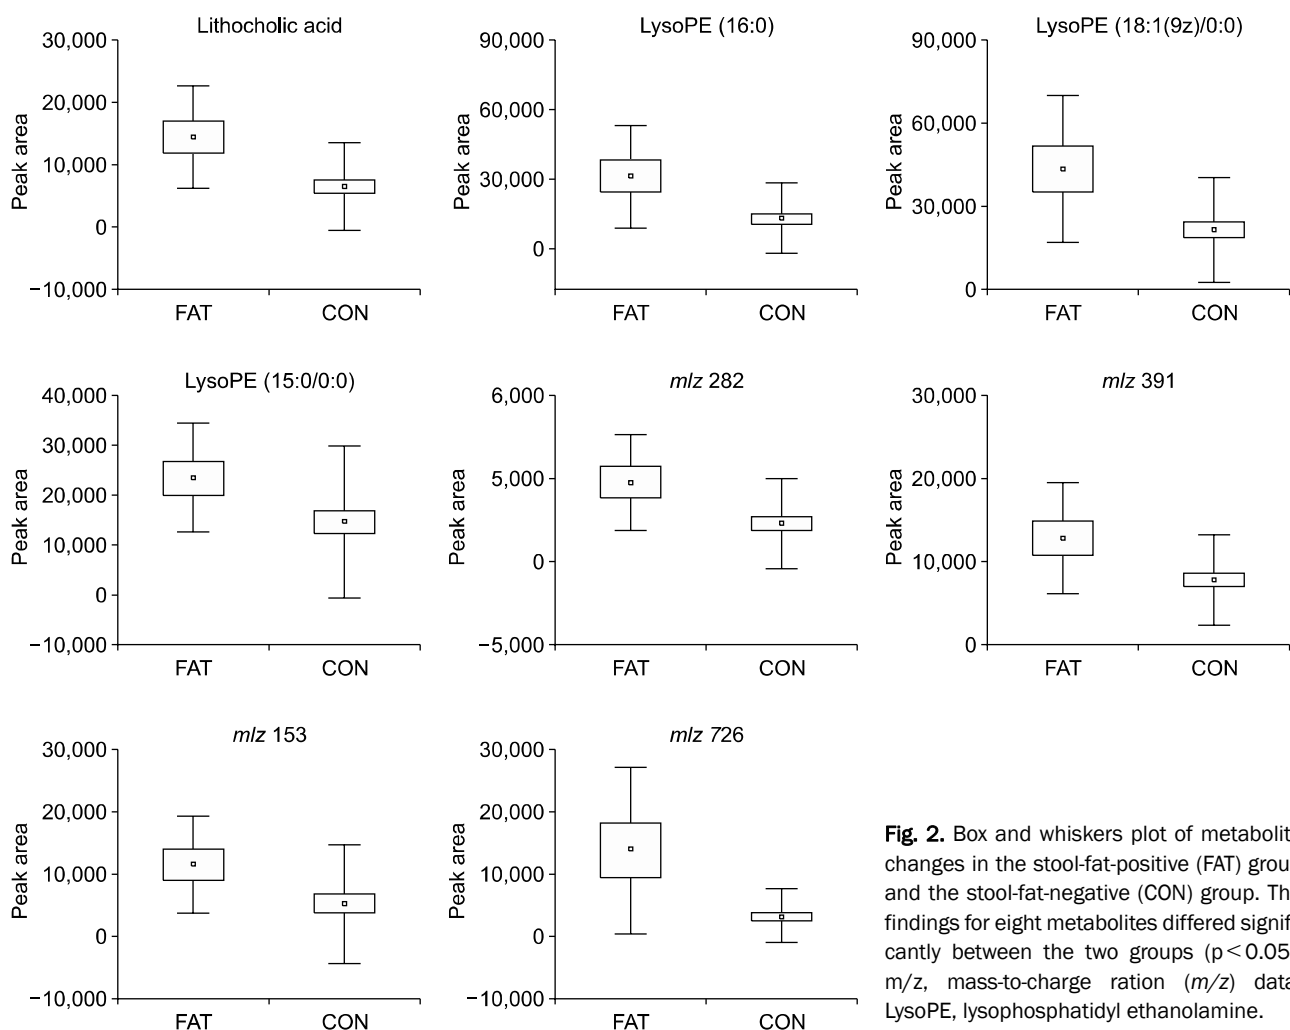 Lithocholic acid
30,000
20,000
10,000
0
−10,000
Peak area
FAT CON
LysoPE (16:0)
90,000
60,000
30,000
0
Peak area
FAT CON
LysoPE (18:1(9z)/0:0)
90,000
60,000
30,000
0
Peak area
FAT CON
LysoPE (15:0/0:0)
40,000
30,000
20,000
10,000
0
−10,000
Peak area
FAT CON
m/z 282
6,000
5,000
0
−5,000
Peak area
FAT CON
m/z 391
30,000
20,000
10,000
0
Peak area
FAT CON
m/z 153
30,000
20,000
10,000
0
−10,000
Peak area
FAT CON
m/z 726
30,000
20,000
10,000
0
−10,000
Peak area
FAT CON
Fig. 2. Box and whiskers plot of metabolit
changes in the stool-fat-positive (FAT) grou
and the stool-fat-negative (CON) group. Th
findings for eight metabolites differed signif
cantly between the two groups (p<0.05
m/z, mass-to-charge ration (m/z) data
LysoPE, lysophosphatidyl ethanolamine.